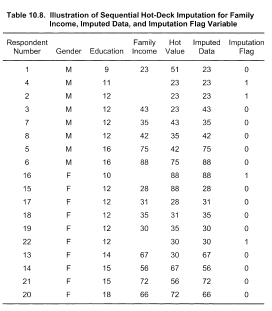 Table 10.8. Illustration of Sequential Hot-Deck Imputation for Family
Income, Imputed Data, and Imputation Flag Variable
Respondent Number Gender Education Family Income Hot Value Imputed Data Imputation Flag
1 M 9 23 51 23 0
4 M 11 23 23 1
2 M 12 23 23 1
3 M 12 43 23 43 0
7 M 12 35 43 35 0
8 M 12 42 35 42 0
5 M 16 75 42 75 0
6 M 16 88 75 88 0
16 F 10 88 88 1
15 F 12 28 88 28 0
17 F 12 31 28 31 0
18 F 12 35 31 35 0
19 F 12 30 35 30 0
22 F 12 30 30 1
13 F 14 67 30 67 0
14 F 15 56 67 56 0
21 F 15 72 56 72 0
20 F 18 66 72 66 0